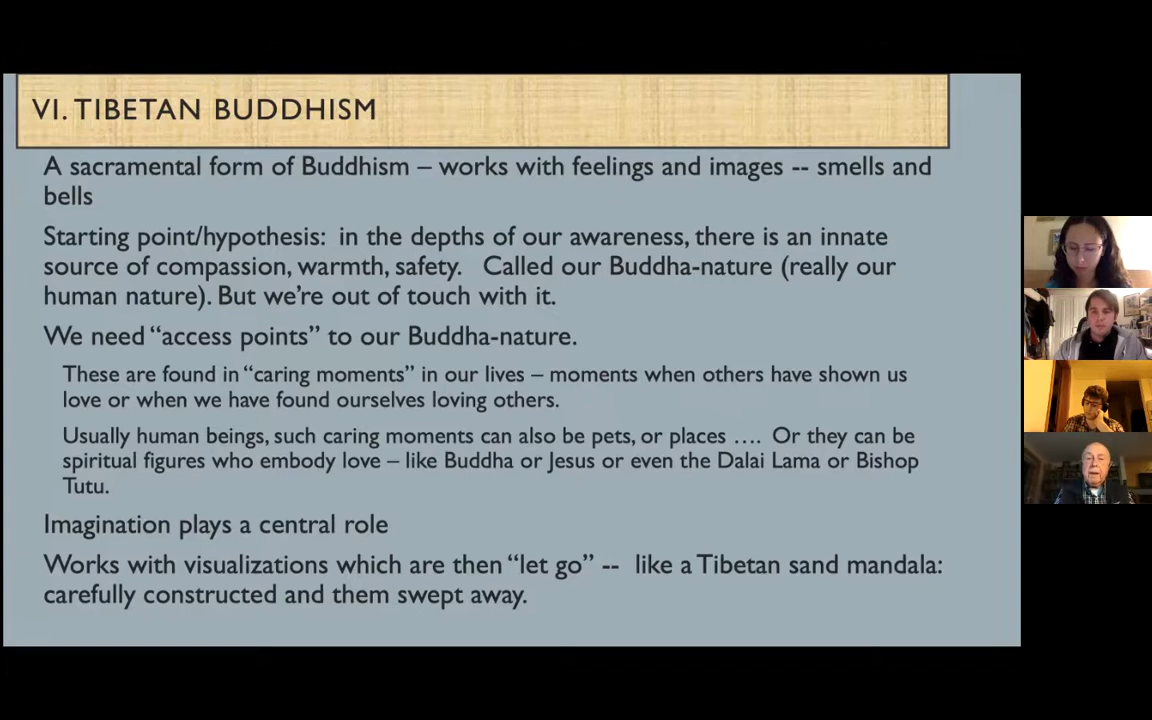 VI. TIBETAN BUDDHISM
A sacramental form of Buddhism – works with feelings and images -- smells and
bells
Starting point/hypothesis:  in the depths of our awareness, there is an innate
source of compassion, warmth, safety.   Called our Buddha-nature (really our
human nature). But we’re out of touch with it.
We need “access points” to our Buddha-nature.
These are found in “caring moments” in our lives – moments when others have shown us
love or when we have found ourselves loving others.
Usually human beings, such caring moments can also be pets, or places ….  Or they can be
spiritual figures who embody love – like Buddha or Jesus or even the Dalai Lama or Bishop
Tutu.
Imagination plays a central role
Works with visualizations which are then “let go” --  like a Tibetan sand mandala:
carefully constructed and them swept away.